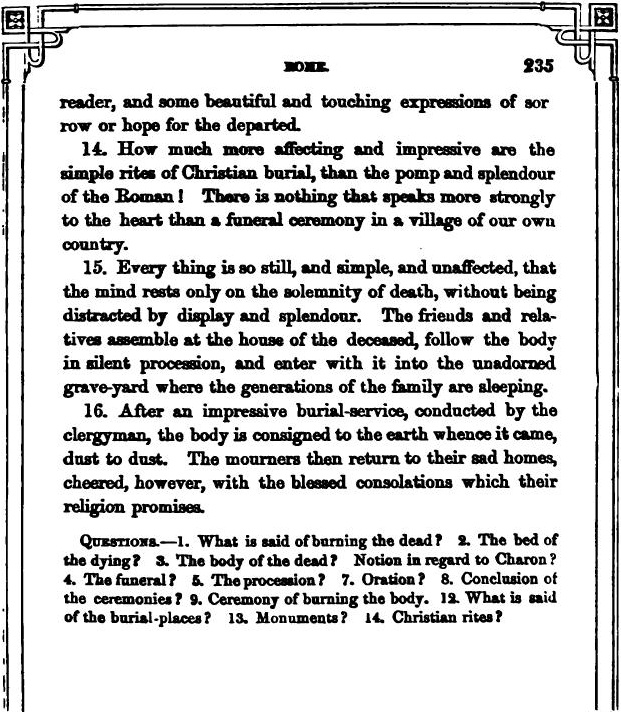 ROME. 235
reader, and some beautiful and touching expressions of sor
row or hope for the departed.
14. How much more affecting and impressive are the
simple rites of Christian burial, than the pomp and splendour
of the Roman! There is nothing that speaks more strongly
to the heart than a funeral ceremony in a village of our own
country.
15. Every thing is so still, and simple, and unaffected, that
the mind rests only on the solemnity of death, without being
distracted by display and splendour. The friends and rela-
tives assemble at the house of the deceased, follow the body
in silent procession, and enter with it into the unadorned
grave-yard where the generations of the family are sleeping.
16. After an impressive burial-service, conducted by the
clergyman, the body is consigned to the earth whence it came,
dust to dust. The mourners then return to their sad homes,
cheered, however, with the blessed consolations which their
religion promises.
QUESTIONS.—1. What is said of burning the dead? 2. The bed of
the dying? 3. The body of the dead? Notion in regard to Charon?
4. The funeral? 5. The procession? 7. Oration? 8. Conclusion of
the ceremonies? 9. Ceremony of burning the body. 12. What is said
of the burial-places? 13. Monuments? 14. Christian rites?